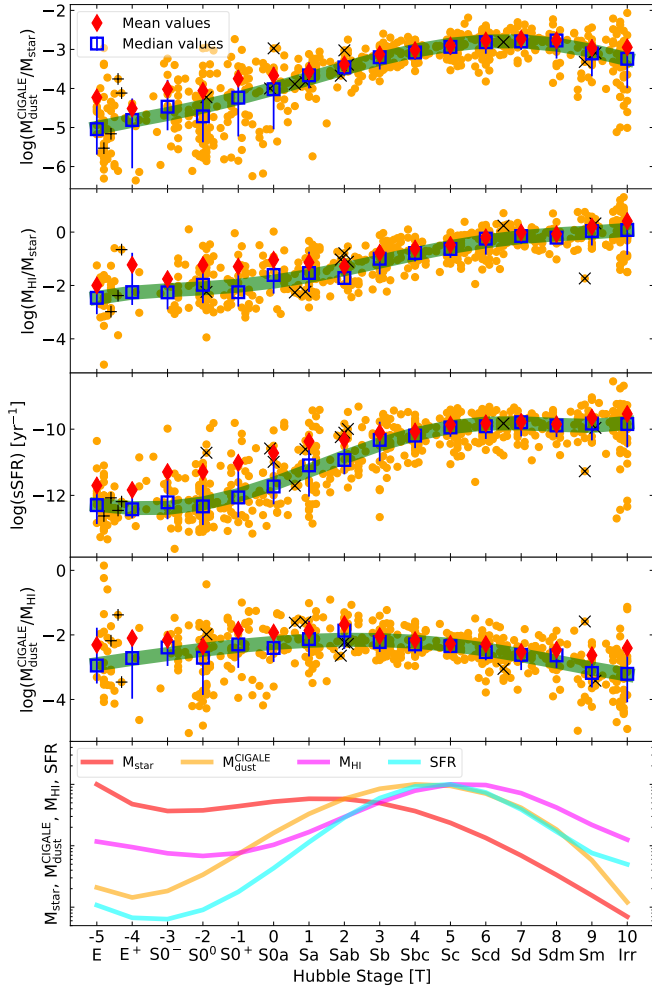 Mean values
Median values
log(M_dust^CIGALE/M_star)
−2
−3
−4
−5
−6
log(M_HI/M_star)
0
−2
−4
log(sSFR) [yr⁻¹]
−10
−12
log(M_dust^CIGALE/M_HI)
0
−2
−4
M_star M_dust^CIGALE M_HI SFR
M_star, M_dust^CIGALE, M_HI, SFR
-5 -4 -3 -2 -1 0 1 2 3 4 5 6 7 8 9 10
E E⁺ S0⁻ S0⁰ S0⁺ S0a Sa Sab Sb Sbc Sc Scd Sd Sdm Sm Irr
Hubble Stage [T]